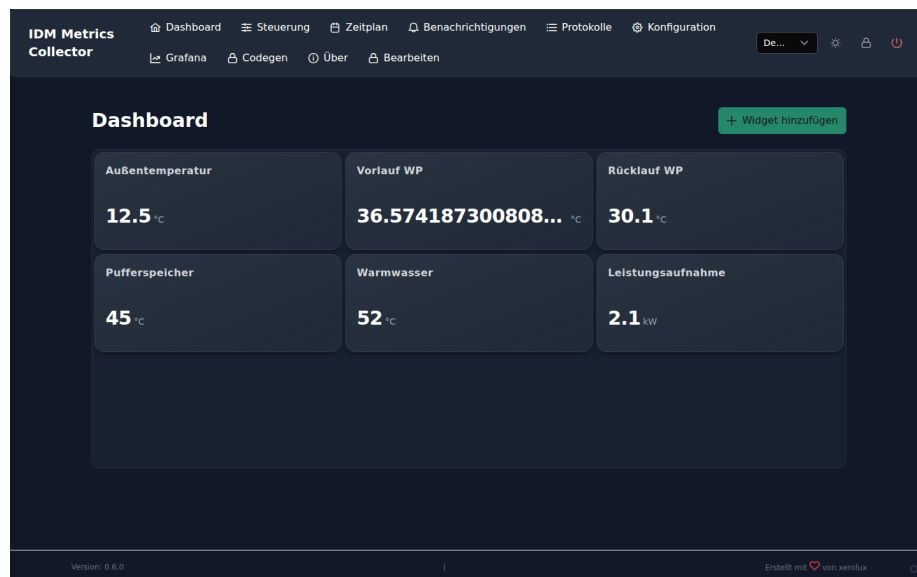 IDM Metrics
Collector
Dashboard Steuerung Zeitplan Benachrichtigungen Protokolle Konfiguration
Grafana Codegen Über Bearbeiten
De...
Dashboard
+ Widget hinzufügen
Außentemperatur
12.5 °C
Vorlauf WP
36.574187300808... °C
Rücklauf WP
30.1 °C
Pufferspeicher
45 °C
Warmwasser
52 °C
Leistungsaufnahme
2.1 kW
Version: 0.6.0
|
Erstellt mit ♡ von xerolux